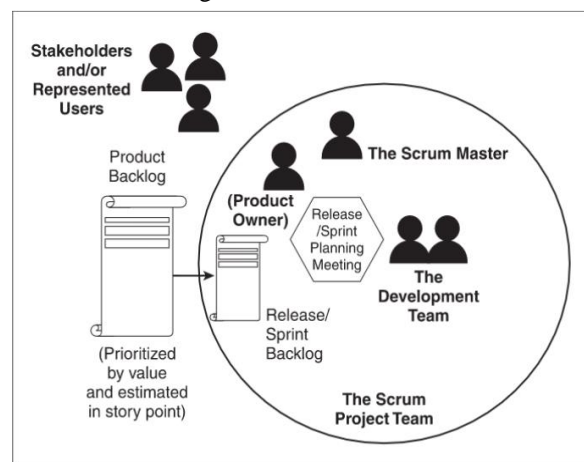 Stakeholders
and/or
Represented
Users
The Scrum Master
Product
Backlog
(Product
Owner)
Release
/Sprint
Planning
Meeting
The
Development
Team
Release/
Sprint
Backlog
(Prioritized
by value
and estimated
in story point)
The Scrum
Project Team